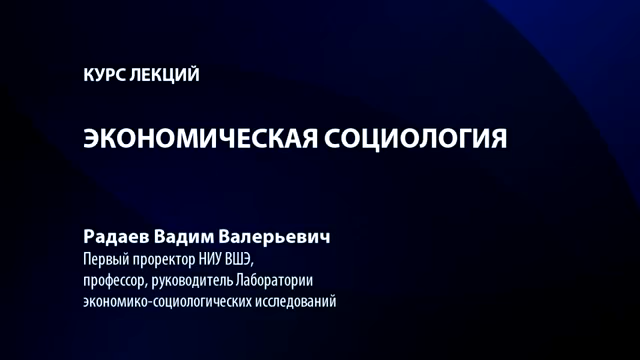 КУРС ЛЕКЦИЙ
ЭКОНОМИЧЕСКАЯ СОЦИОЛОГИЯ
Радаев Вадим Валерьевич
Первый проректор НИУ ВШЭ,
профессор, руководитель Лаборатории
экономико-социологических исследований